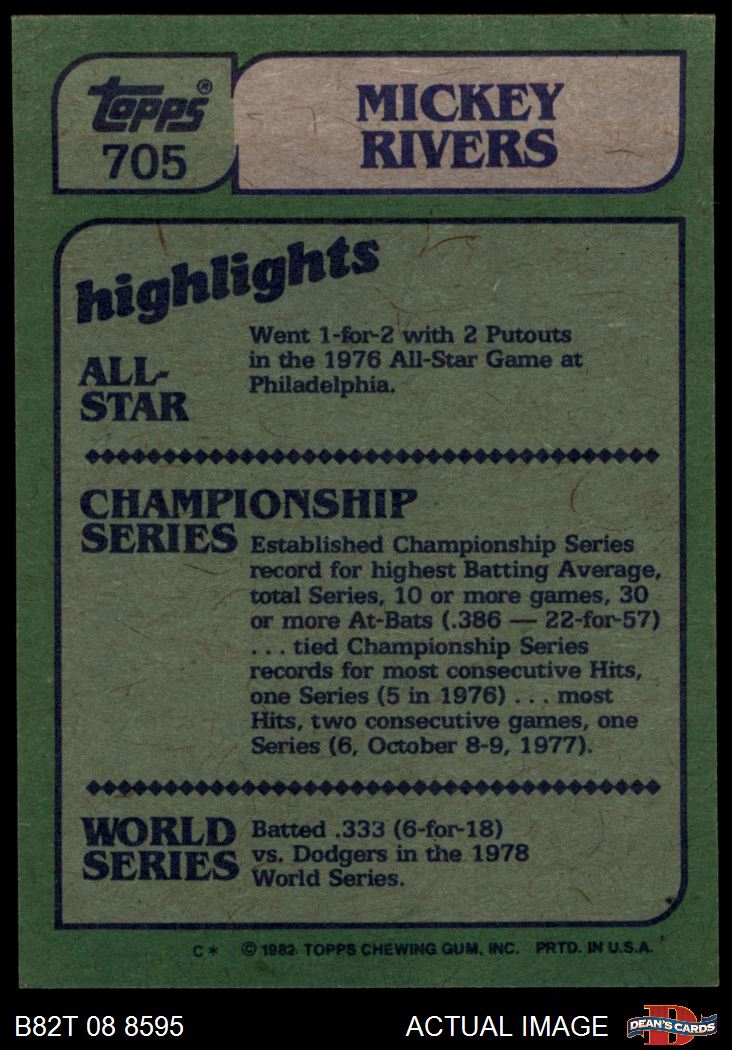 topps®
705
MICKEY
RIVERS
highlights
ALL-
STAR
Went 1-for-2 with 2 Putouts
in the 1976 All-Star Game at
Philadelphia.
CHAMPIONSHIP
SERIES
Established Championship Series
record for highest Batting Average,
total Series, 10 or more games, 30
or more At-Bats (.386 — 22-for-57)
. . . tied Championship Series
records for most consecutive Hits,
one Series (5 in 1976) . . . most
Hits, two consecutive games, one
Series (6, October 8-9, 1977).
WORLD
SERIES
Batted .333 (6-for-18)
vs. Dodgers in the 1978
World Series.
C* © 1982 TOPPS CHEWING GUM, INC. PRTD. IN U.S.A.
B82T 08 8595
ACTUAL IMAGE
DEAN'S CARDS